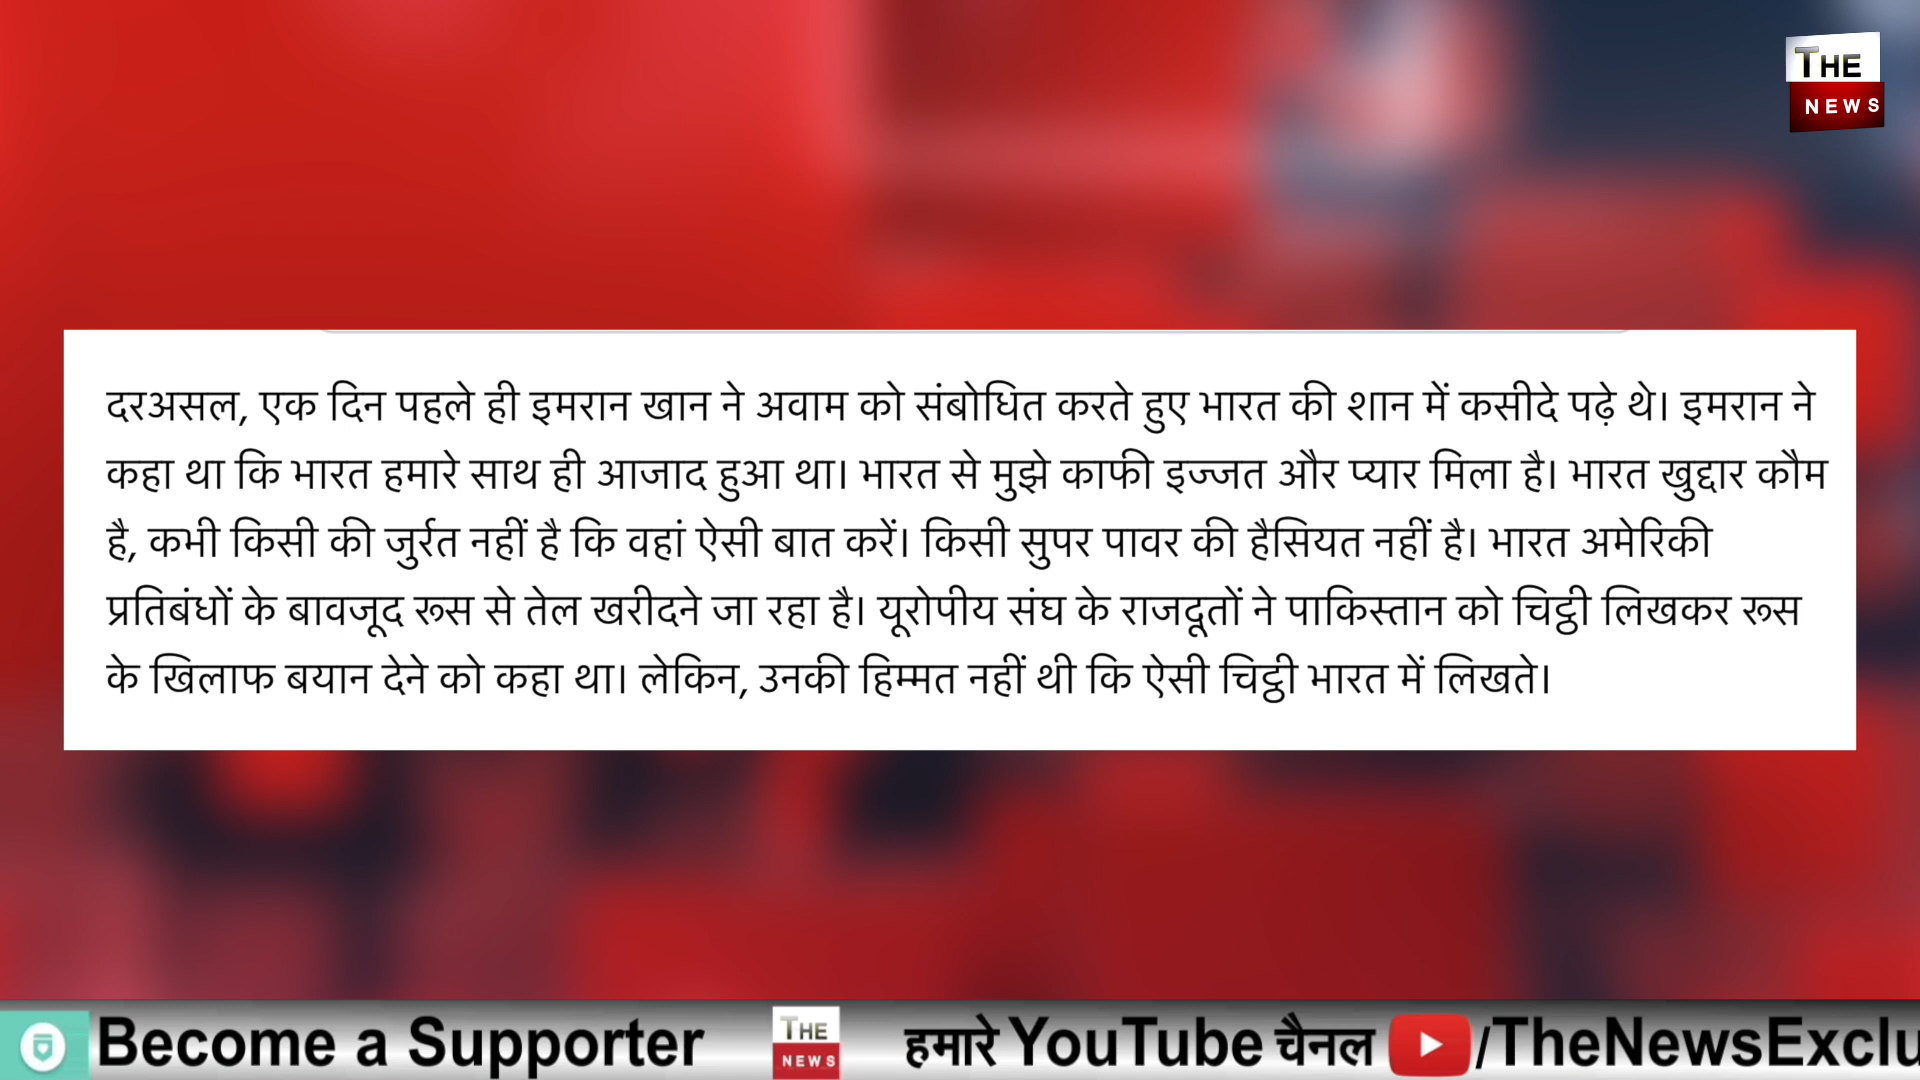 THE
NEWS
दरअसल, एक दिन पहले ही इमरान खान ने अवाम को संबोधित करते हुए भारत की शान में कसीदे पढ़े थे। इमरान ने
कहा था कि भारत हमारे साथ ही आजाद हुआ था। भारत से मुझे काफी इज्जत और प्यार मिला है। भारत खुद्दार कौम
है, कभी किसी की जुर्रत नहीं है कि वहां ऐसी बात करें। किसी सुपर पावर की हैसियत नहीं है। भारत अमेरिकी
प्रतिबंधों के बावजूद रूस से तेल खरीदने जा रहा है। यूरोपीय संघ के राजदूतों ने पाकिस्तान को चिट्ठी लिखकर रूस
के खिलाफ बयान देने को कहा था। लेकिन, उनकी हिम्मत नहीं थी कि ऐसी चिट्ठी भारत में लिखते।
Become a Supporter THE NEWS हमारे YouTube चैनल /TheNewsExclu